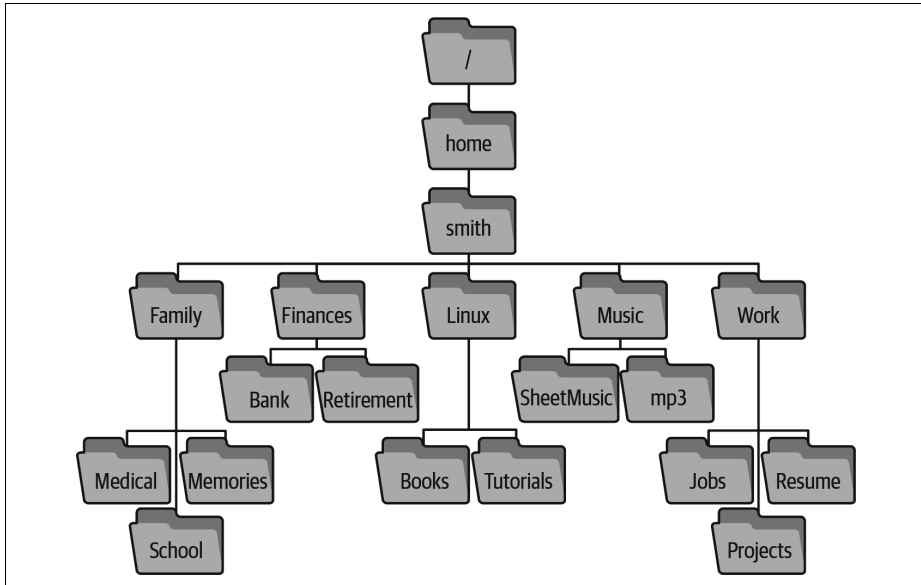 /
home
smith
Family
Finances
Linux
Music
Work
Bank
Retirement
SheetMusic
mp3
Medical
Memories
Books
Tutorials
Jobs
Resume
School
Projects